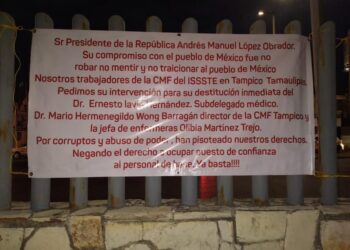 Sr Presidente de la República Andrés Manuel López Obrador.
Su compromiso con el pueblo de México fue no
robar no mentir y no traicionar al pueblo de México
Nosotros trabajadores de la CMF del ISSSTE en Tampico Tamaulipas.
Pedimos su intervención para su destitución inmediata del
Dr. Ernesto Iavie Hernández. Subdelegado médico.
Dr. Mario Hermenegildo Wong Barragán director de la CMF Tampico y
la jefa de enfermeras Olibia Martinez Trejo.
Por corruptos y abuso de poder, han pisoteado nuestros derechos.
Negando el derecho a ocupar puesto de confianza
al personal de base. Ya basta!!!!